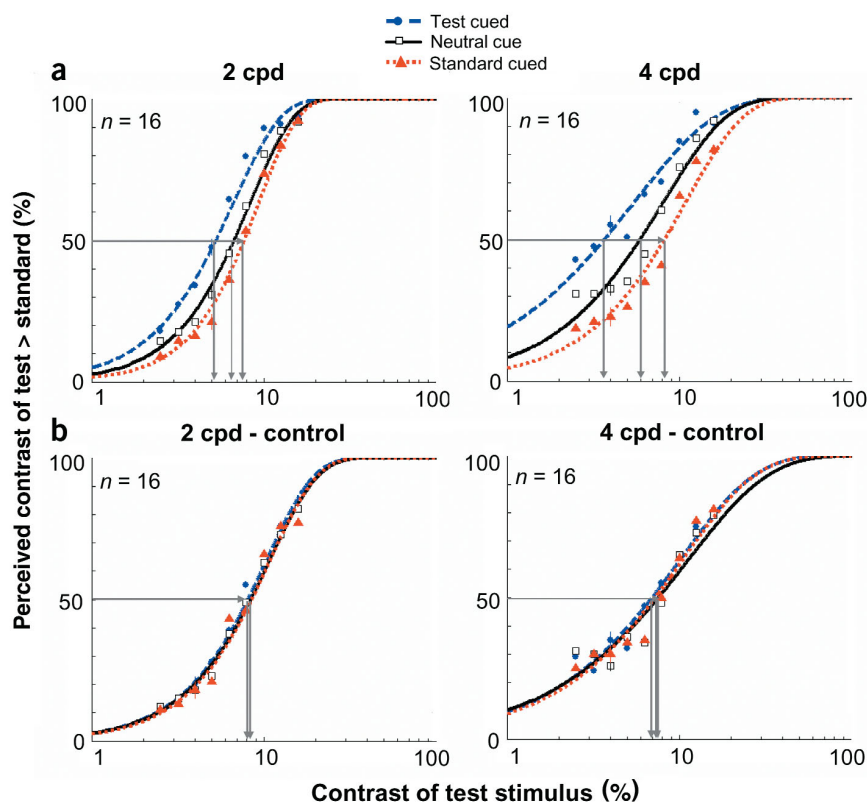 Test cued
Neutral cue
Standard cued
a
2 cpd
4 cpd
n = 16
n = 16
100
50
0
1
10
100
100
50
0
1
10
100
b
2 cpd - control
4 cpd - control
n = 16
n = 16
100
50
0
1
10
100
100
50
0
1
10
100
Perceived contrast of test > standard (%)
Contrast of test stimulus (%)